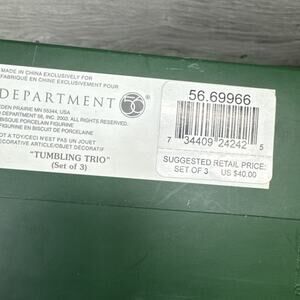 MADE IN CHINA EXCLUSIVELY FOR
FABRIQUÉ EN CHINE EXCLUSIVEMENT POUR
DEPARTMENT 56
EDEN PRAIRIE MN 55344, USA
DEPARTMENT 56, INC. 2003, ALL RIGHTS RESERVED.
BISQUE PORCELAIN FIGURINE
FIGURINE EN BISCUIT DE PORCELAINE
NOT A TOY/CECI N'EST PAS UN JOUET
DECORATIVE ARTICLE/OBJET DÉCORATIF
"TUMBLING TRIO"
(Set of 3)
56.69966
7 34409 24242 5
SUGGESTED RETAIL PRICE:
SET OF 3 US $40.00